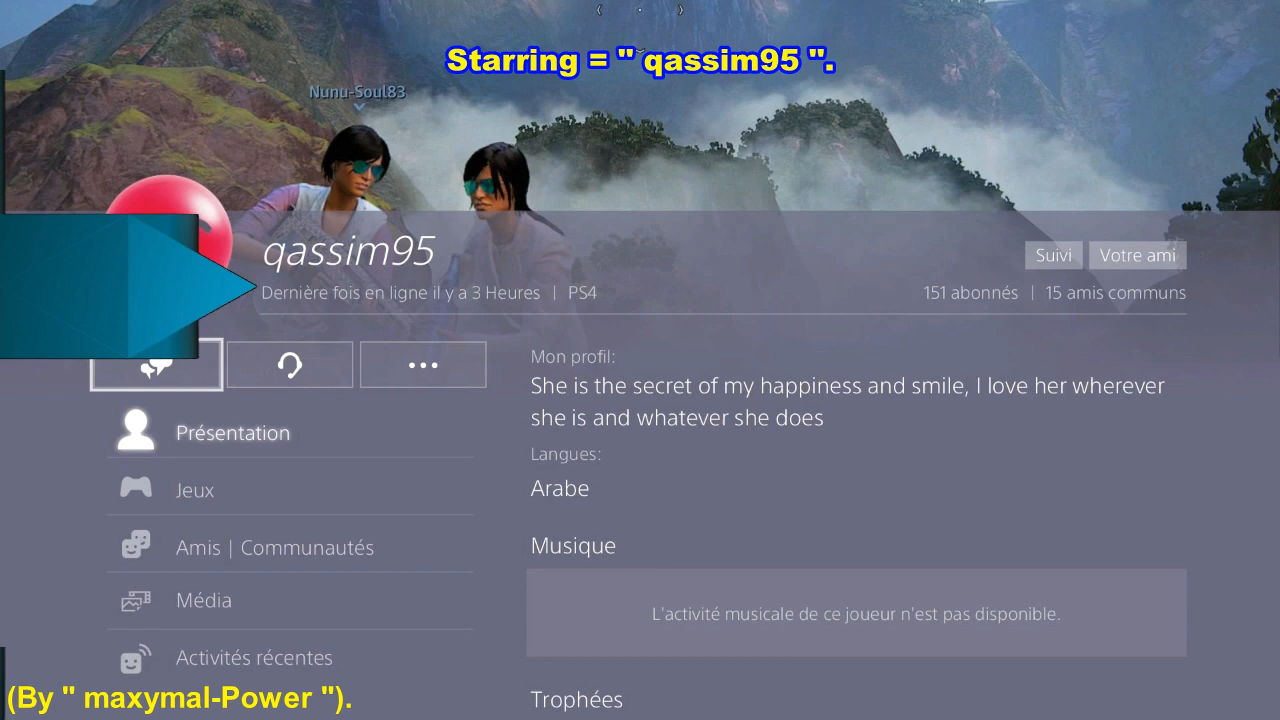 Starring = " qassim95 ".
Nunu-Soul83
qassim95
Suivi
Votre ami
Dernière fois en ligne il y a 3 Heures | PS4
151 abonnés | 15 amis communs
Mon profil:
She is the secret of my happiness and smile, I love her wherever
she is and whatever she does
Langues:
Arabe
Présentation
Jeux
Amis | Communautés
Média
Activités récentes
Musique
L'activité musicale de ce joueur n'est pas disponible.
Trophées
(By " maxymal-Power ").